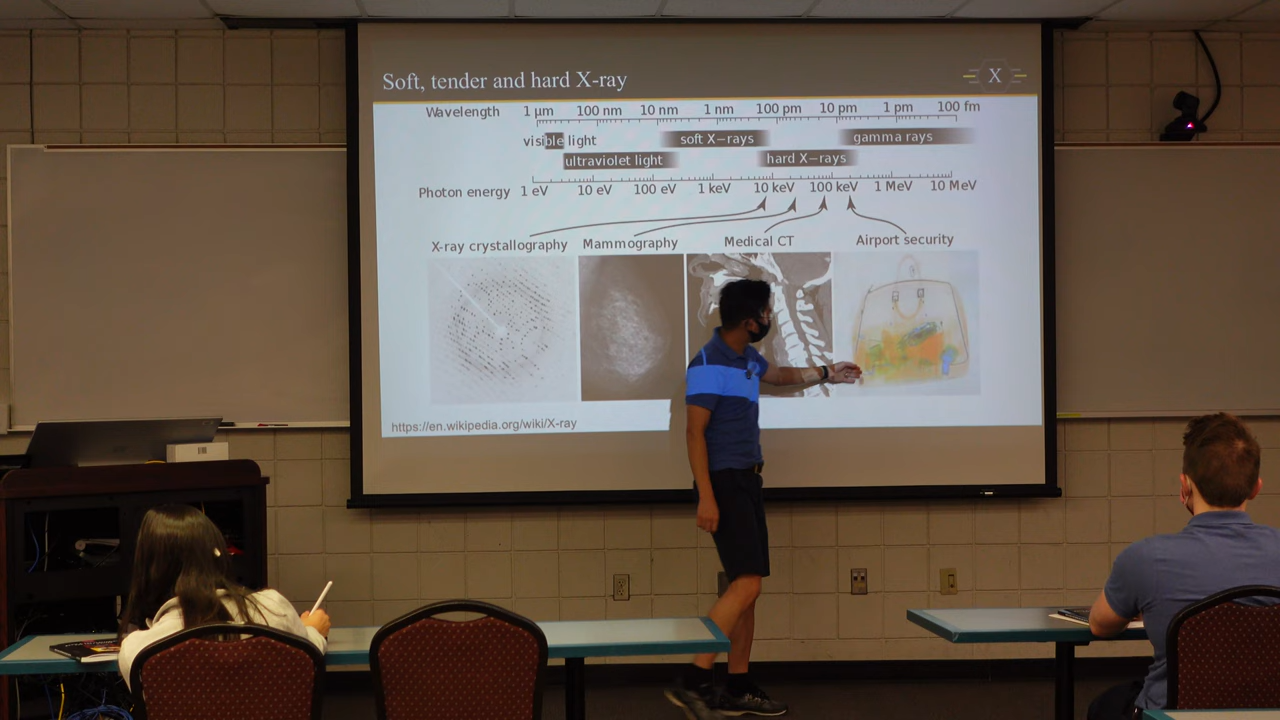 Soft, tender and hard X-ray
X
Wavelength 1 μm 100 nm 10 nm 1 nm 100 pm 10 pm 1 pm 100 fm
visible light soft X−rays gamma rays
ultraviolet light hard X−rays
Photon energy 1 eV 10 eV 100 eV 1 keV 10 keV 100 keV 1 MeV 10 MeV
X-ray crystallography Mammography Medical CT Airport security
https://en.wikipedia.org/wiki/X-ray